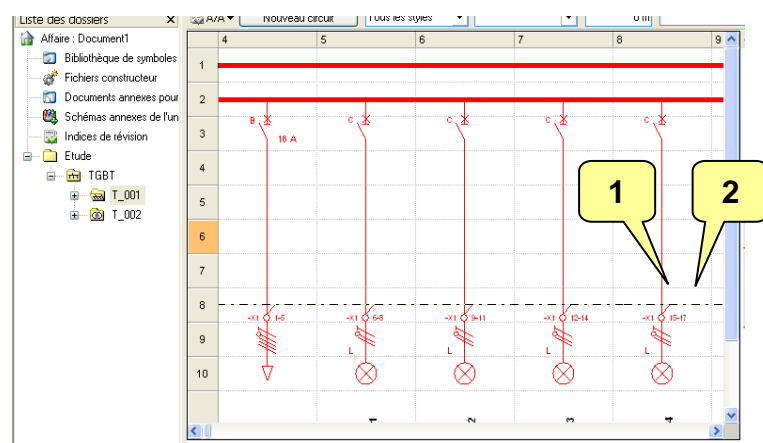 Liste des dossiers
Affaire : Document1
Bibliothèque de symboles
Fichiers constructeur
Documents annexes pour
Schémas annexes de l'un
Indices de révision
Etude
TGBT
T_001
T_002
A/A Nouveau circuit Tous les styles 0 m
4 5 6 7 8 9
1
2
3
4
5
6
7
8
9
10
B C C C C
16 A
1 2
-X1 1-5 -X1 6-8 -X1 9-11 -X1 12-14 -X1 15-17
L L L L
1 2 3 4